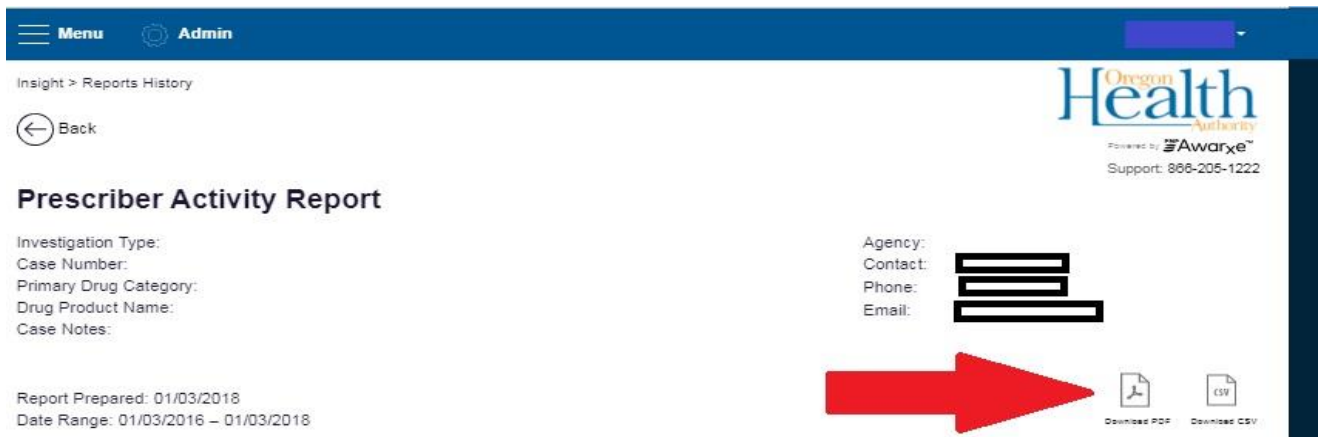 Menu Admin
Insight > Reports History
Back
Oregon
Health
Authority
Powered by Awarxe™
Support: 866-205-1222
Prescriber Activity Report
Investigation Type:
Case Number:
Primary Drug Category:
Drug Product Name:
Case Notes:
Agency:
Contact:
Phone:
Email:
Report Prepared: 01/03/2018
Date Range: 01/03/2016 – 01/03/2018
CSV
Download PDF Download CSV